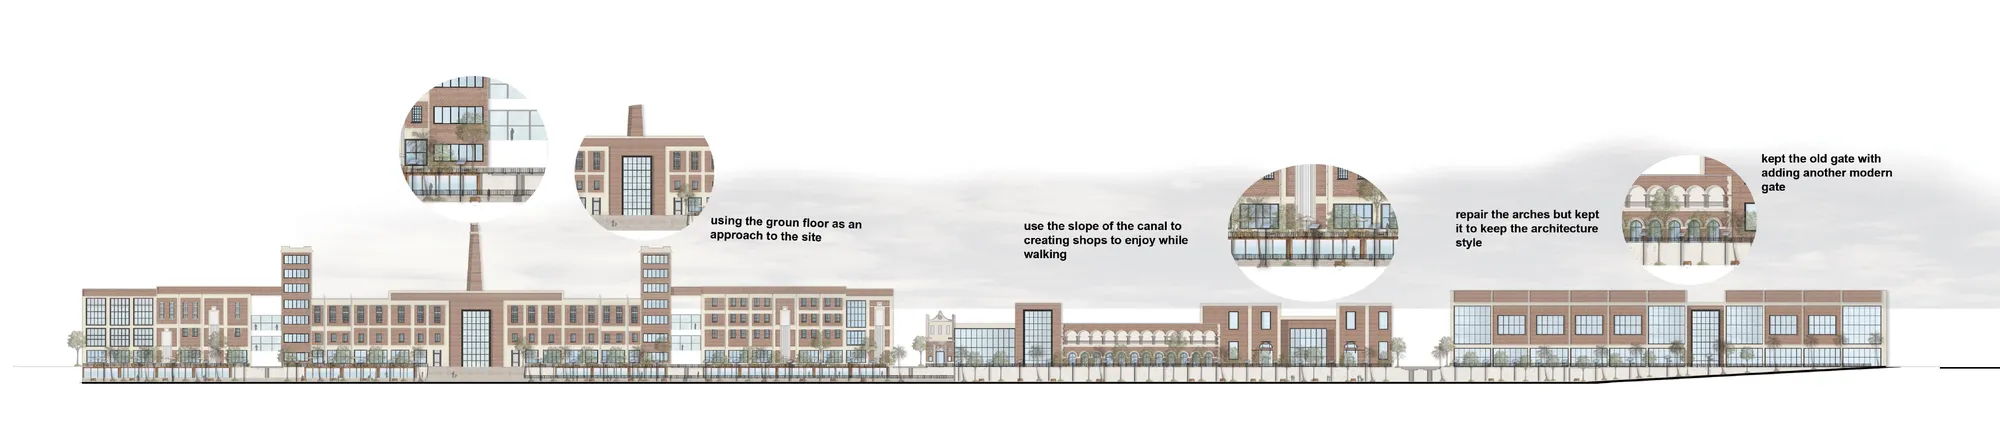 using the groun floor as an
approach to the site
use the slope of the canal to
creating shops to enjoy while
walking
repair the arches but kept
it to keep the architecture
style
kept the old gate with
adding another modern
gate